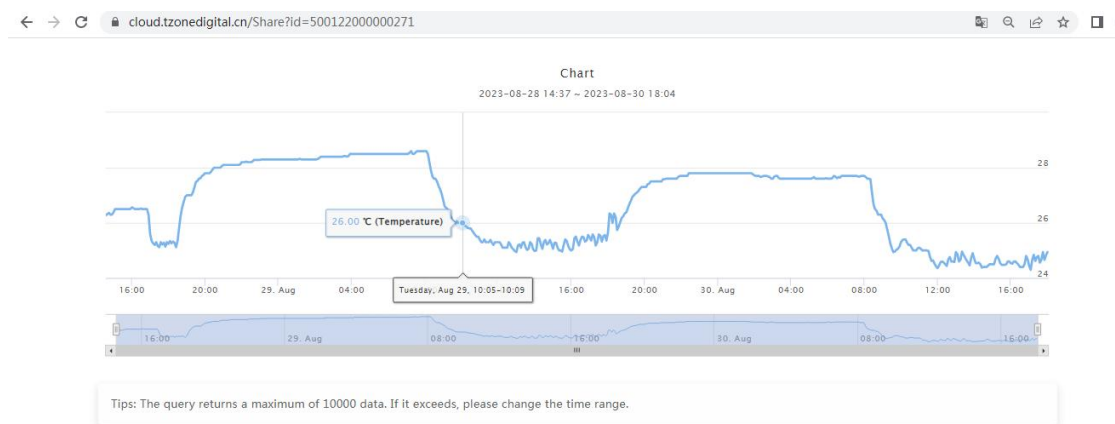 cloud.tzonedigital.cn/Share?id=500122000000271
Chart
2023-08-28 14:37 ~ 2023-08-30 18:04
28
26.00 ℃ (Temperature)
26
24
Tuesday, Aug 29, 10:05-10:09
16:00 20:00 29. Aug 04:00 16:00 20:00 30. Aug 04:00 08:00 12:00 16:00
16:00 29. Aug 08:00 16:00 30. Aug 08:00 16:00
Tips: The query returns a maximum of 10000 data. If it exceeds, please change the time range.